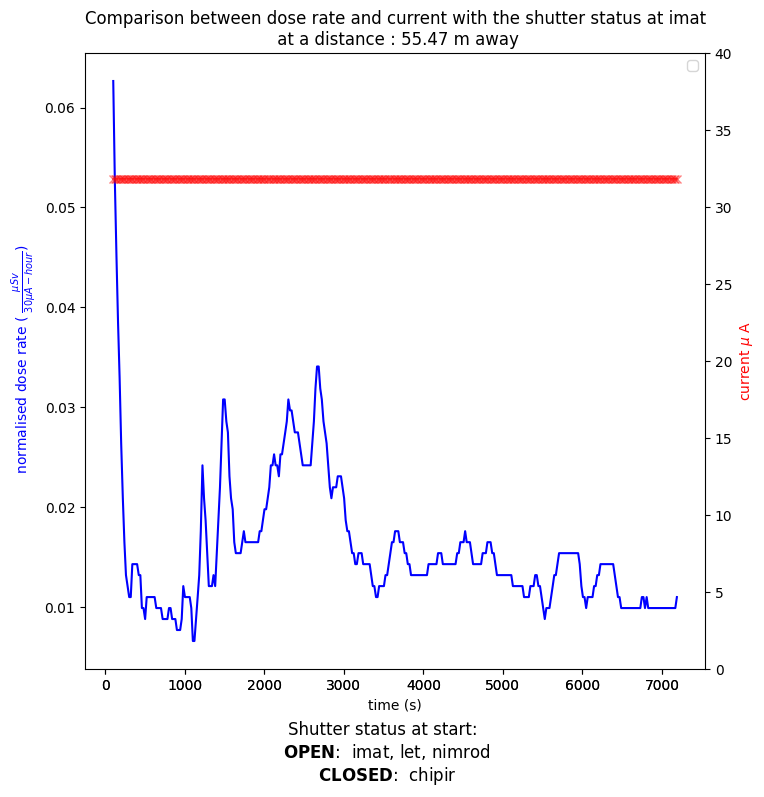 Comparison between dose rate and current with the shutter status at imat
at a distance : 55.47 m away
0.06
0.05
0.04
0.03
0.02
0.01
normalised dose rate ( μSv / 30μA − hour )
40
35
30
25
20
15
10
5
0
current μ A
0 1000 2000 3000 4000 5000 6000 7000
time (s)
Shutter status at start:
OPEN: imat, let, nimrod
CLOSED: chipir